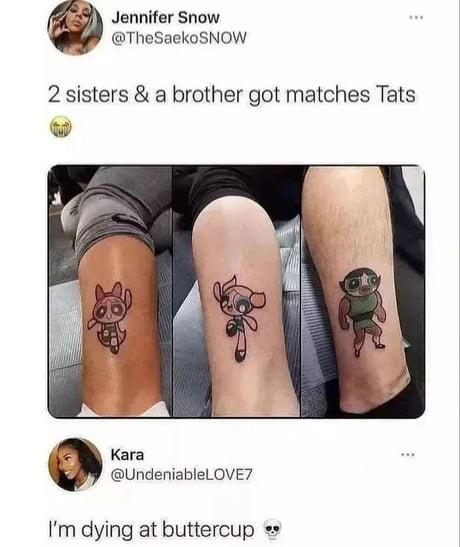 Jennifer Snow
@TheSaekoSNOW
2 sisters & a brother got matches Tats
😭
Kara
@UndeniableLOVE7
I'm dying at buttercup 💀